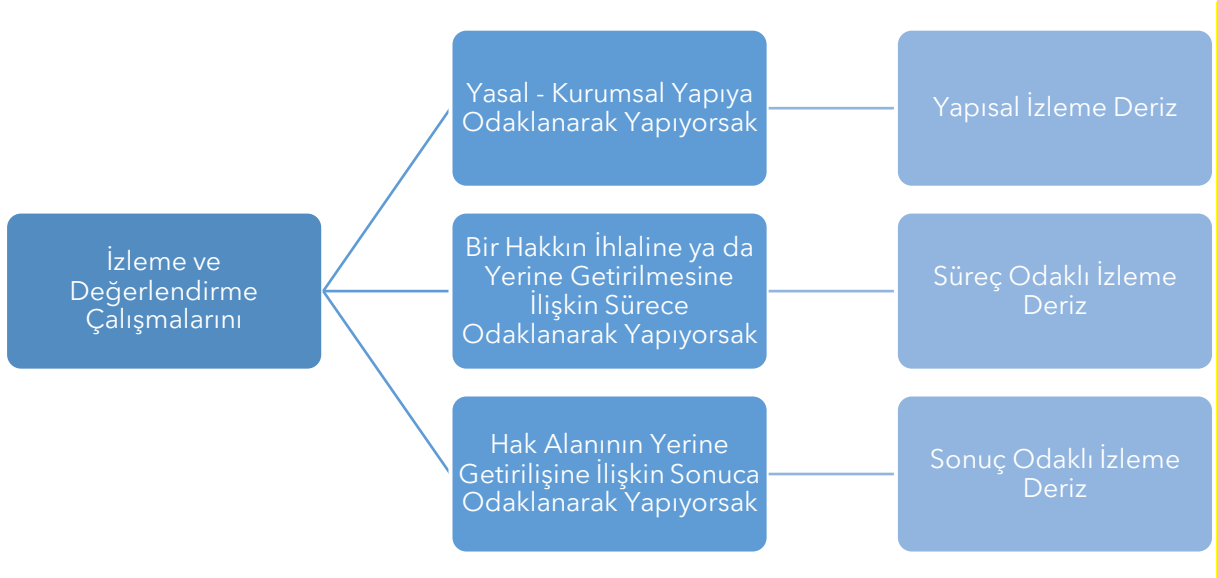 İzleme ve
Değerlendirme
Çalışmalarını
Yasal - Kurumsal Yapıya
Odaklanarak Yapıyorsak
Yapısal İzleme Deriz
Bir Hakkın İhlaline ya da
Yerine Getirilmesine
İlişkin Sürece
Odaklanarak Yapıyorsak
Süreç Odaklı İzleme
Deriz
Hak Alanının Yerine
Getirilişine İlişkin Sonuca
Odaklanarak Yapıyorsak
Sonuç Odaklı İzleme
Deriz